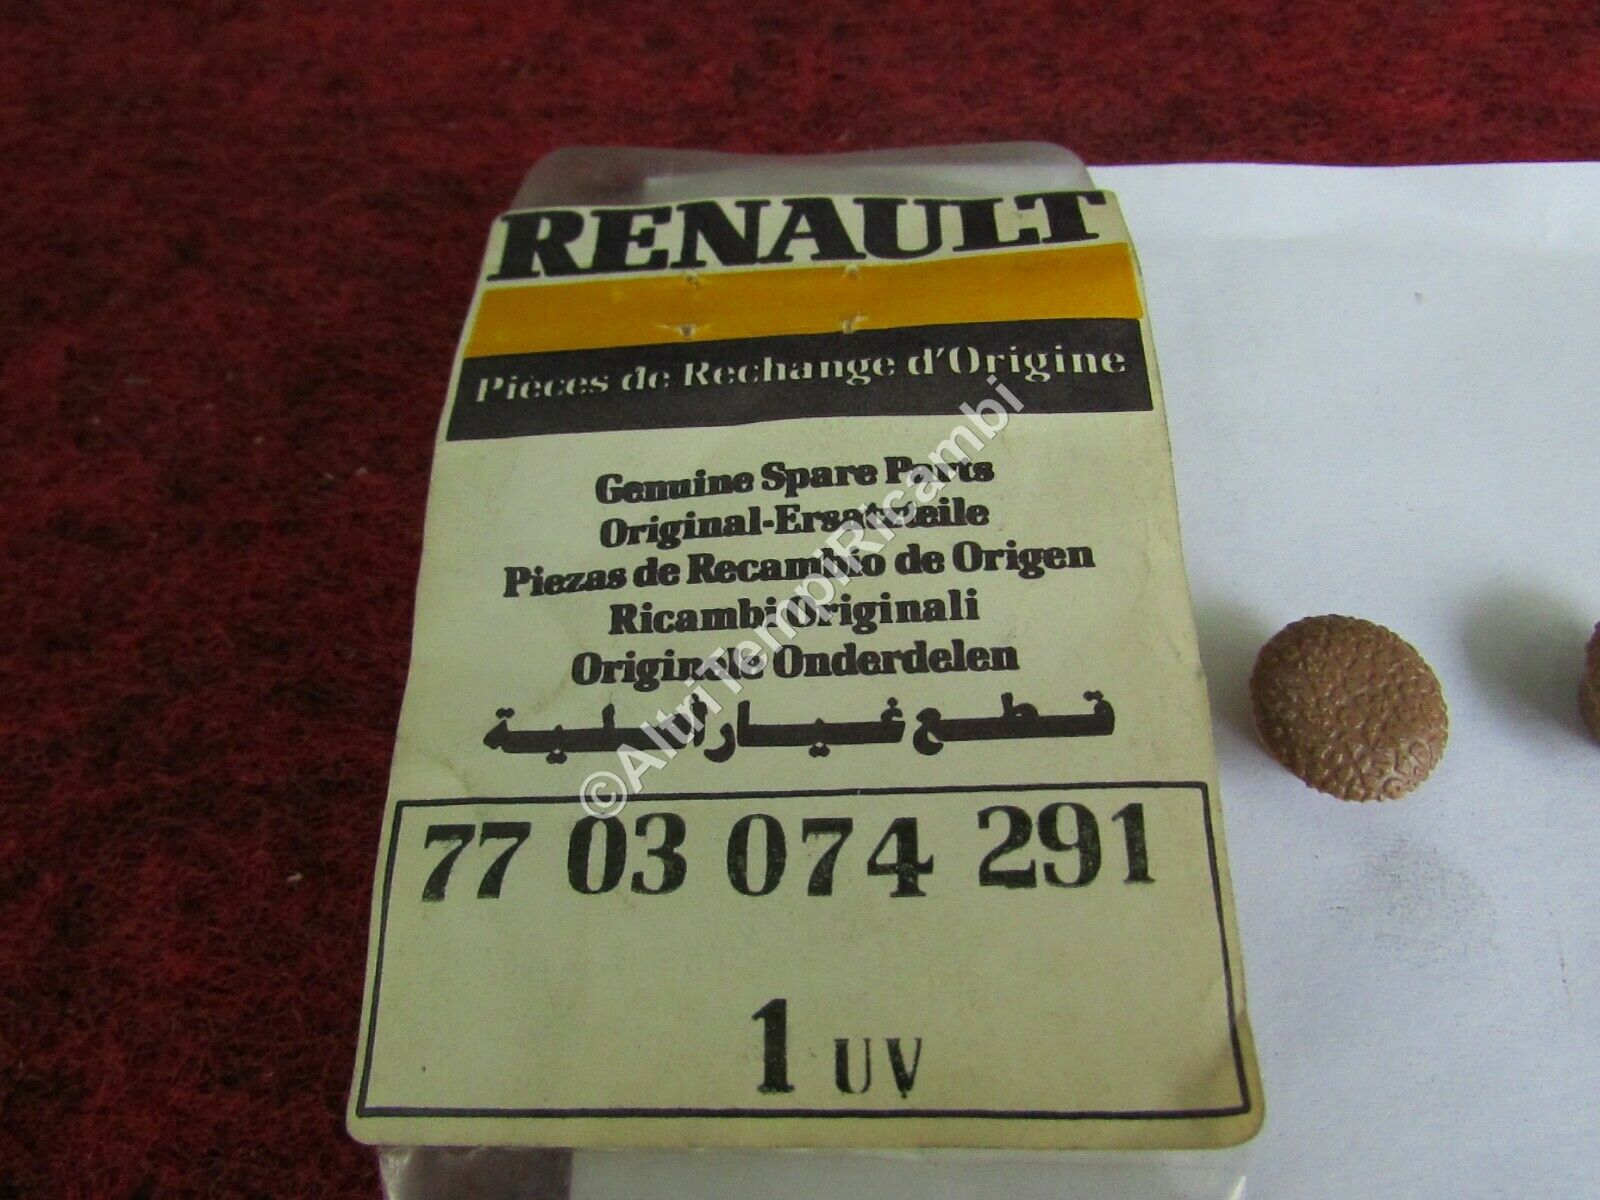 RENAULT
Pièces de Rechange d'Origine
Genuine Spare Parts
Original-Ersatzteile
Piezas de Recambio de Origen
Ricambi Originali
Originele Onderdelen
قطع غيار أصلية
77 03 074 291
1 UV
©AltriTempiRicambi